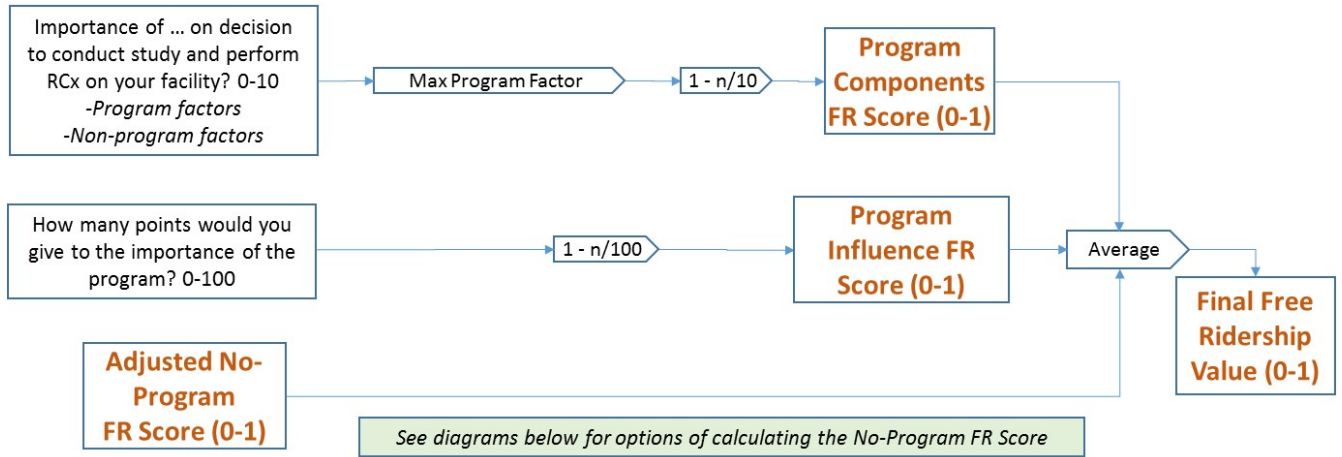 Importance of ... on decision
to conduct study and perform
RCx on your facility? 0-10
-Program factors
-Non-program factors
Max Program Factor
1 - n/10
Program
Components
FR Score (0-1)
How many points would you
give to the importance of the
program? 0-100
1 - n/100
Program
Influence FR
Score (0-1)
Average
Final Free
Ridership
Value (0-1)
Adjusted No-
Program
FR Score (0-1)
See diagrams below for options of calculating the No-Program FR Score